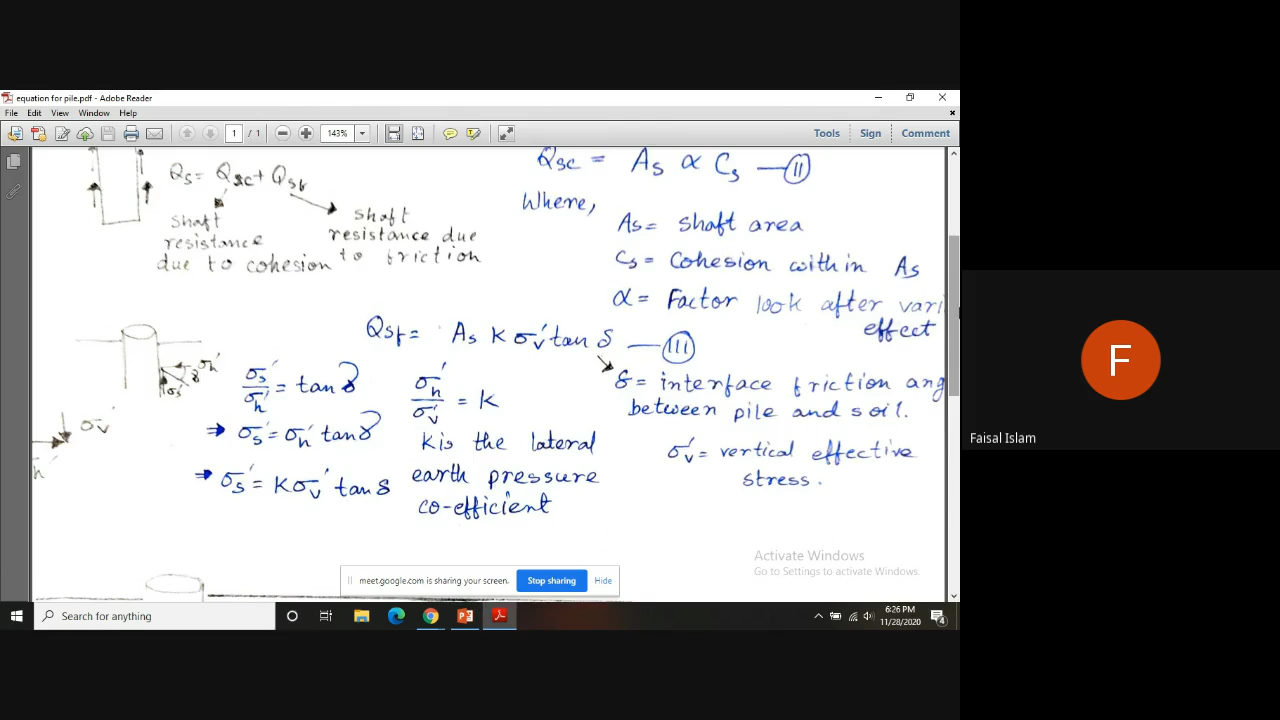 equation for pile.pdf - Adobe Reader
File Edit View Window Help
1 / 1 143% Tools Sign Comment
Qs = Qsc + Qsf
shaft resistance due to cohesion
shaft resistance due to friction
Qsc = As α Cs — II
Where,
As = shaft area
Cs = Cohesion within As
α = Factor look after vari
effect
Qsf = As K σv' tan δ — III
δ = interface friction ang
between pile and soil.
σv' = vertical effective
stress.
σs'/σh' = tan δ
⇒ σs' = σh' tan δ
⇒ σs' = Kσv' tan δ
σh'/σv' = K
K is the lateral
earth pressure
co-efficient
σh'
δ
σs'
σv'
h'
Activate Windows
Go to Settings to activate Windows.
meet.google.com is sharing your screen. Stop sharing Hide
Search for anything
6:26 PM
11/28/2020
4
F
Faisal Islam